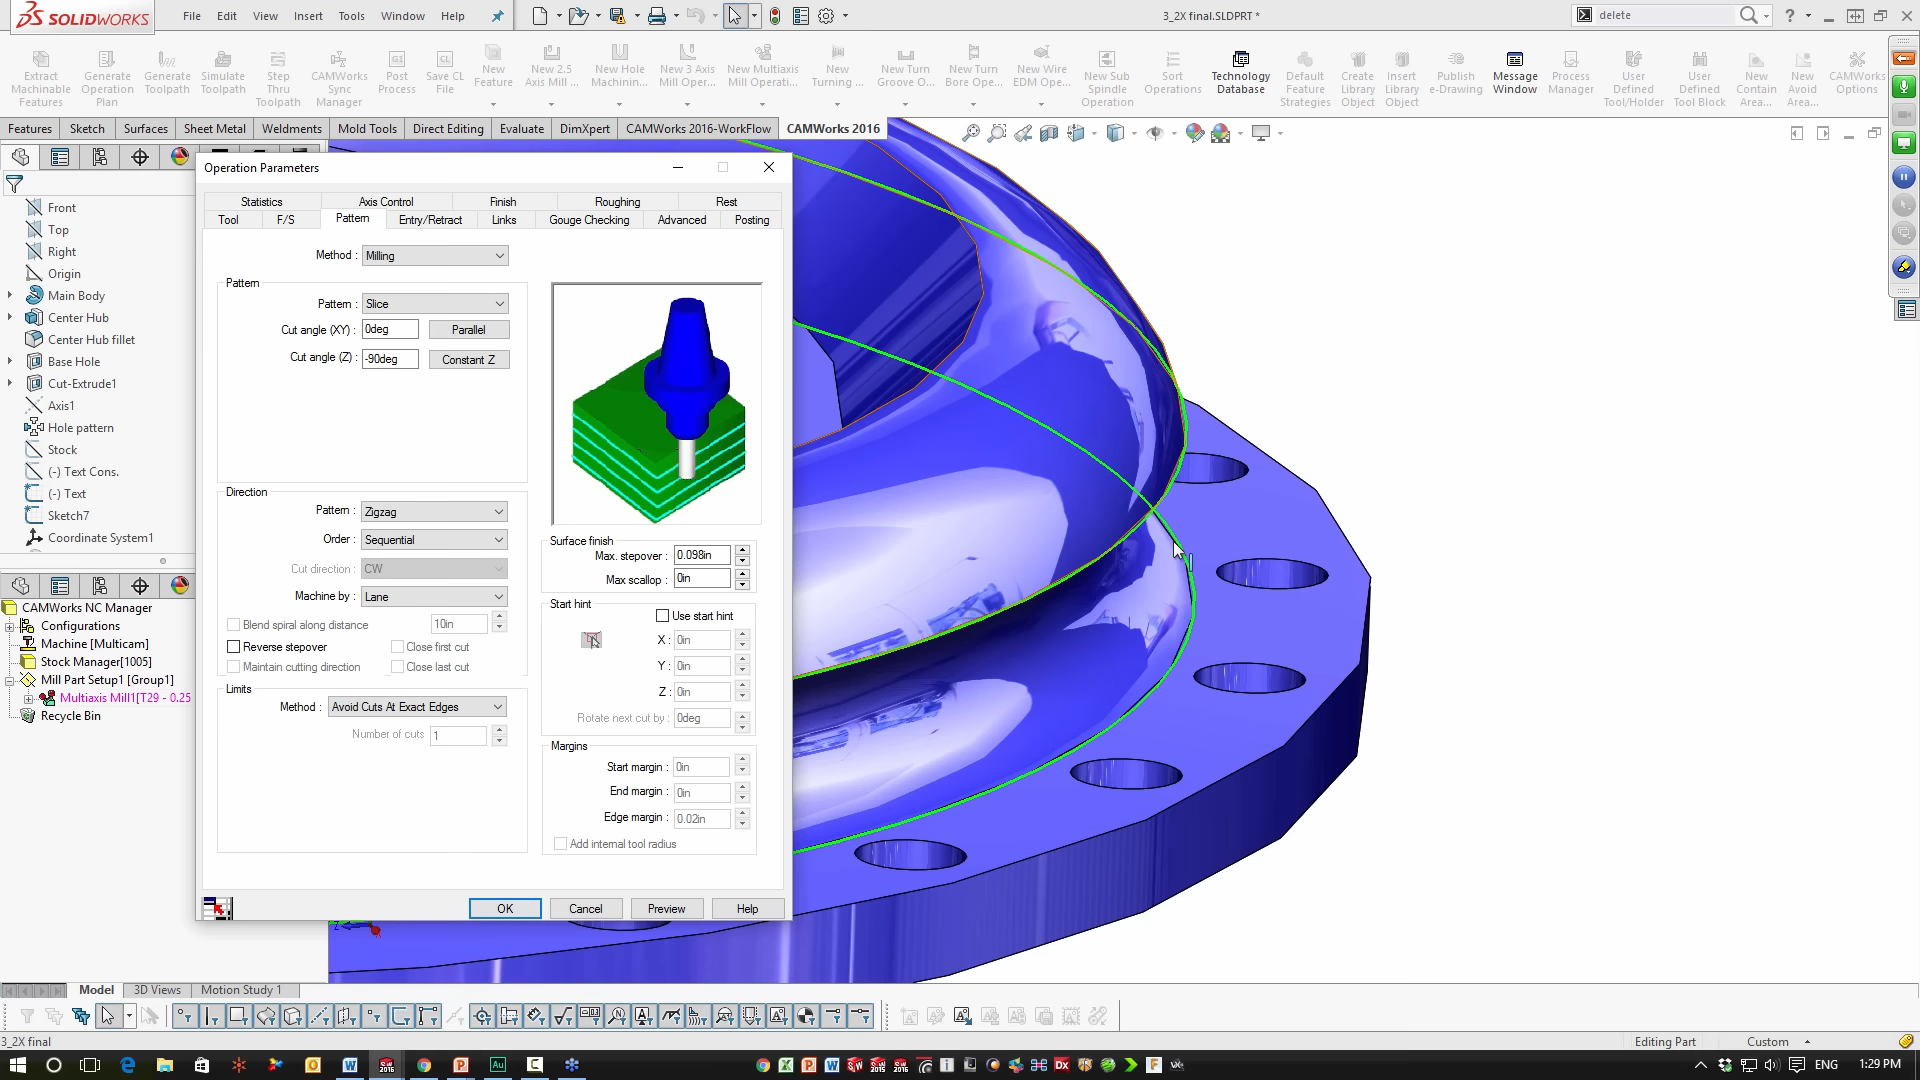 SOLIDWORKS
File Edit View Insert Tools Window Help
3_2X final.SLDPRT *
delete
Extract Machinable Features
Generate Operation Plan
Generate Toolpath
Simulate Toolpath
Step Thru Toolpath
CAMWorks Sync Manager
Post Process
Save CL File
New Feature
New 2.5 Axis Mill ...
New Hole Machinin...
New 3 Axis Mill Oper...
New Multiaxis Mill Operati...
New Turning ...
New Turn Groove O...
New Turn Bore Ope...
New Wire EDM Ope...
New Sub Spindle Operation
Sort Operations
Technology Database
Default Feature Strategies
Create Library Object
Insert Library Object
Publish e-Drawing
Message Window
Process Manager
User Defined Tool/Holder
User Defined Tool Block
New Contain Area...
New Avoid Area...
CAMWorks Options
Features Sketch Surfaces Sheet Metal Weldments Mold Tools Direct Editing Evaluate DimXpert CAMWorks 2016-WorkFlow CAMWorks 2016
Front
Top
Right
Origin
Main Body
Center Hub
Center Hub fillet
Base Hole
Cut-Extrude1
Axis1
Hole pattern
Stock
(-) Text Cons.
(-) Text
Sketch7
Coordinate System1
CAMWorks NC Manager
Configurations
Machine [Multicam]
Stock Manager[1005]
Mill Part Setup1 [Group1]
Multiaxis Mill1[T29 - 0.25
Recycle Bin
Operation Parameters
Statistics Axis Control Finish Roughing Rest
Tool F/S Pattern Entry/Retract Links Gouge Checking Advanced Posting
Method : Milling
Pattern
Pattern : Slice
Cut angle (XY) : 0deg Parallel
Cut angle (Z) : -90deg Constant Z
Direction
Pattern : Zigzag
Order : Sequential
Cut direction : CW
Machine by : Lane
Blend spiral along distance 10in
Reverse stepover Close first cut
Maintain cutting direction Close last cut
Limits
Method : Avoid Cuts At Exact Edges
Number of cuts 1
Surface finish
Max. stepover : 0.098in
Max scallop : 0in
Start hint
Use start hint
X : 0in
Y : 0in
Z : 0in
Rotate next cut by : 0deg
Margins
Start margin : 0in
End margin : 0in
Edge margin : 0.02in
Add internal tool radius
OK Cancel Preview Help
Model 3D Views Motion Study 1
3_2X final
Editing Part Custom
ENG 1:29 PM